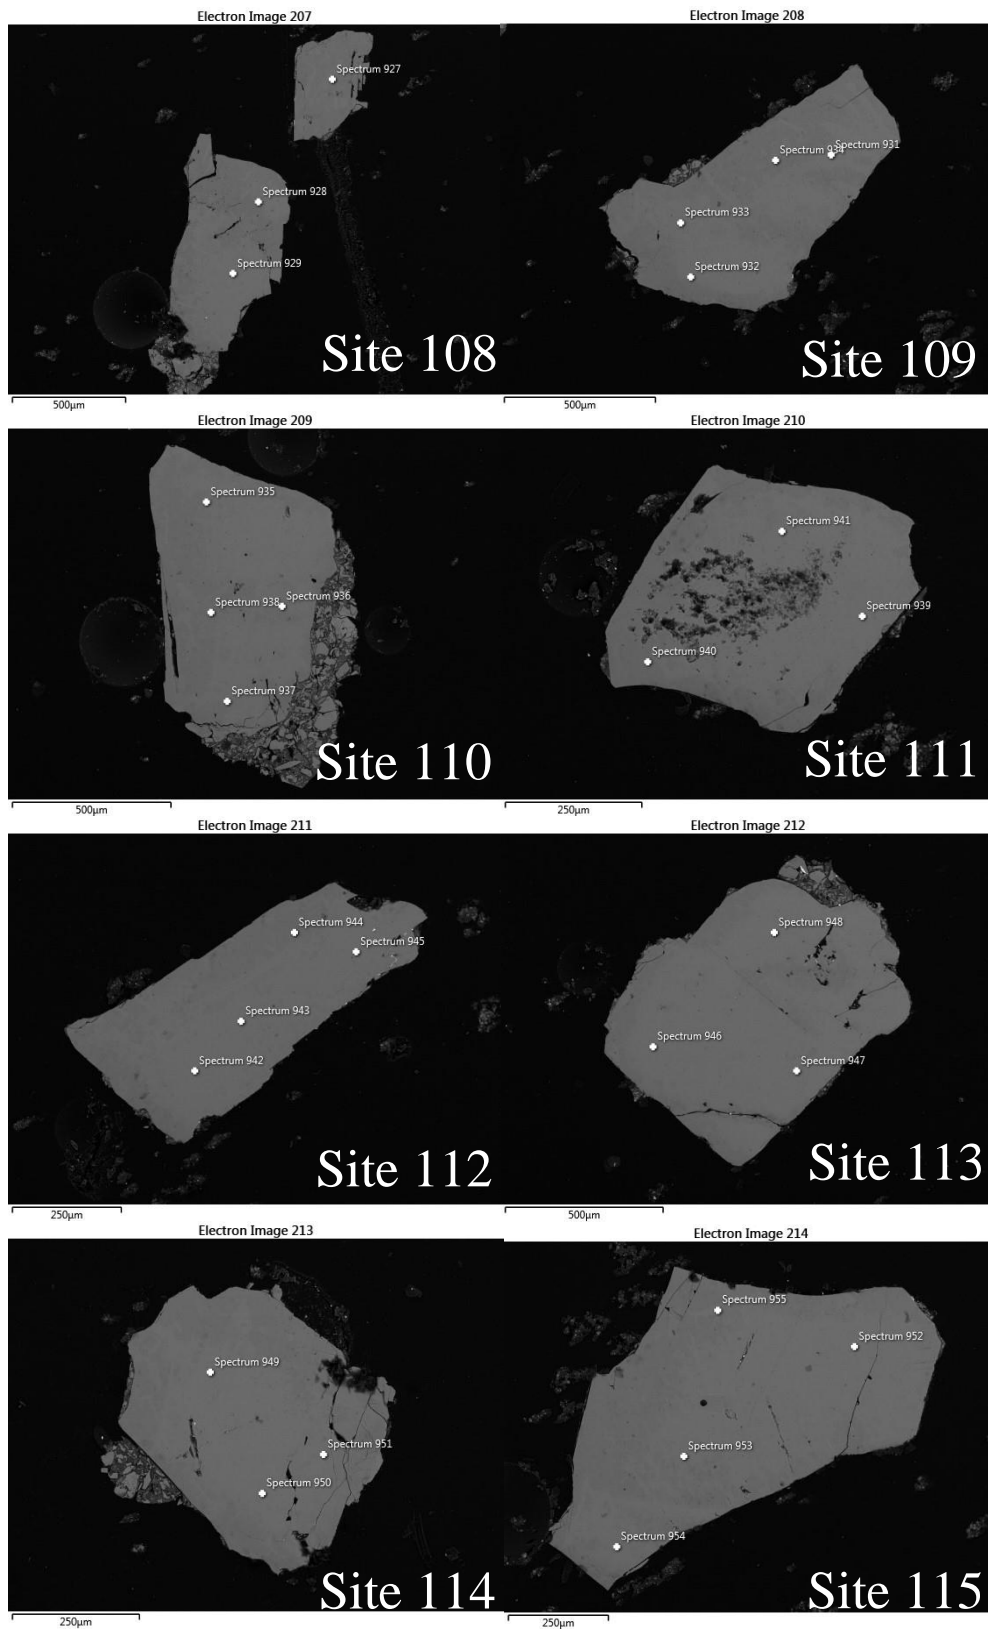 Electron Image 207
Spectrum 927
Spectrum 928
Spectrum 929
Site 108
500µm
Electron Image 208
Spectrum 934
Spectrum 931
Spectrum 933
Spectrum 932
Site 109
500µm
Electron Image 209
Spectrum 935
Spectrum 938
Spectrum 936
Spectrum 937
Site 110
500µm
Electron Image 210
Spectrum 941
Spectrum 939
Spectrum 940
Site 111
250µm
Electron Image 211
Spectrum 944
Spectrum 945
Spectrum 943
Spectrum 942
Site 112
250µm
Electron Image 212
Spectrum 948
Spectrum 946
Spectrum 947
Site 113
500µm
Electron Image 213
Spectrum 949
Spectrum 951
Spectrum 950
Site 114
250µm
Electron Image 214
Spectrum 955
Spectrum 952
Spectrum 953
Spectrum 954
Site 115
250µm